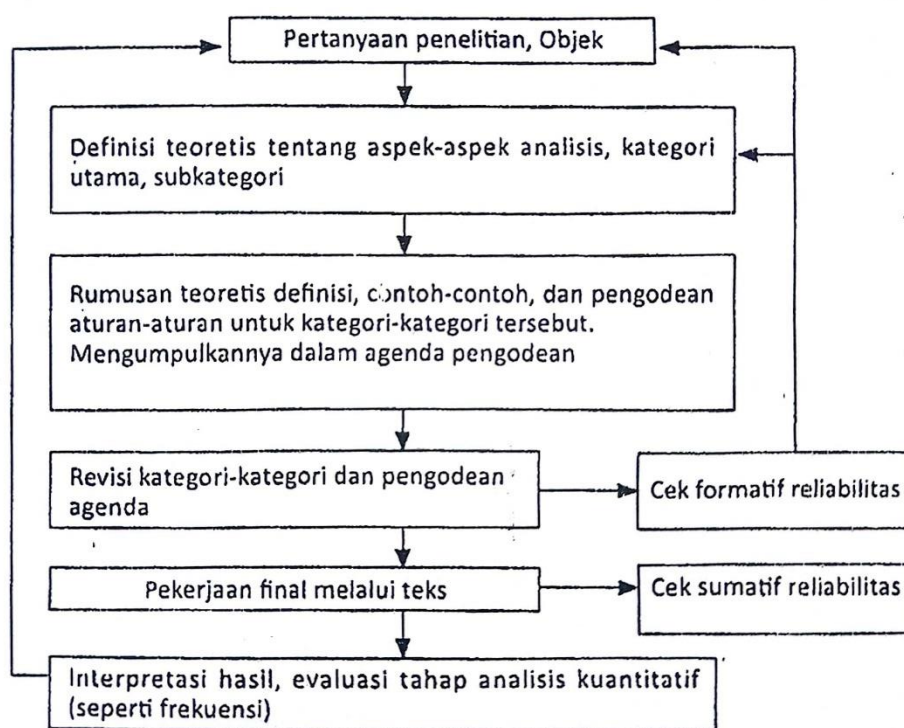 Pertanyaan penelitian, Objek
Definisi teoretis tentang aspek-aspek analisis, kategori
utama, subkategori
Rumusan teoretis definisi, contoh-contoh, dan pengodean
aturan-aturan untuk kategori-kategori tersebut.
Mengumpulkannya dalam agenda pengodean
Revisi kategori-kategori dan pengodean
agenda
Cek formatif reliabilitas
Pekerjaan final melalui teks
Cek sumatif reliabilitas
Interpretasi hasil, evaluasi tahap analisis kuantitatif
(seperti frekuensi)